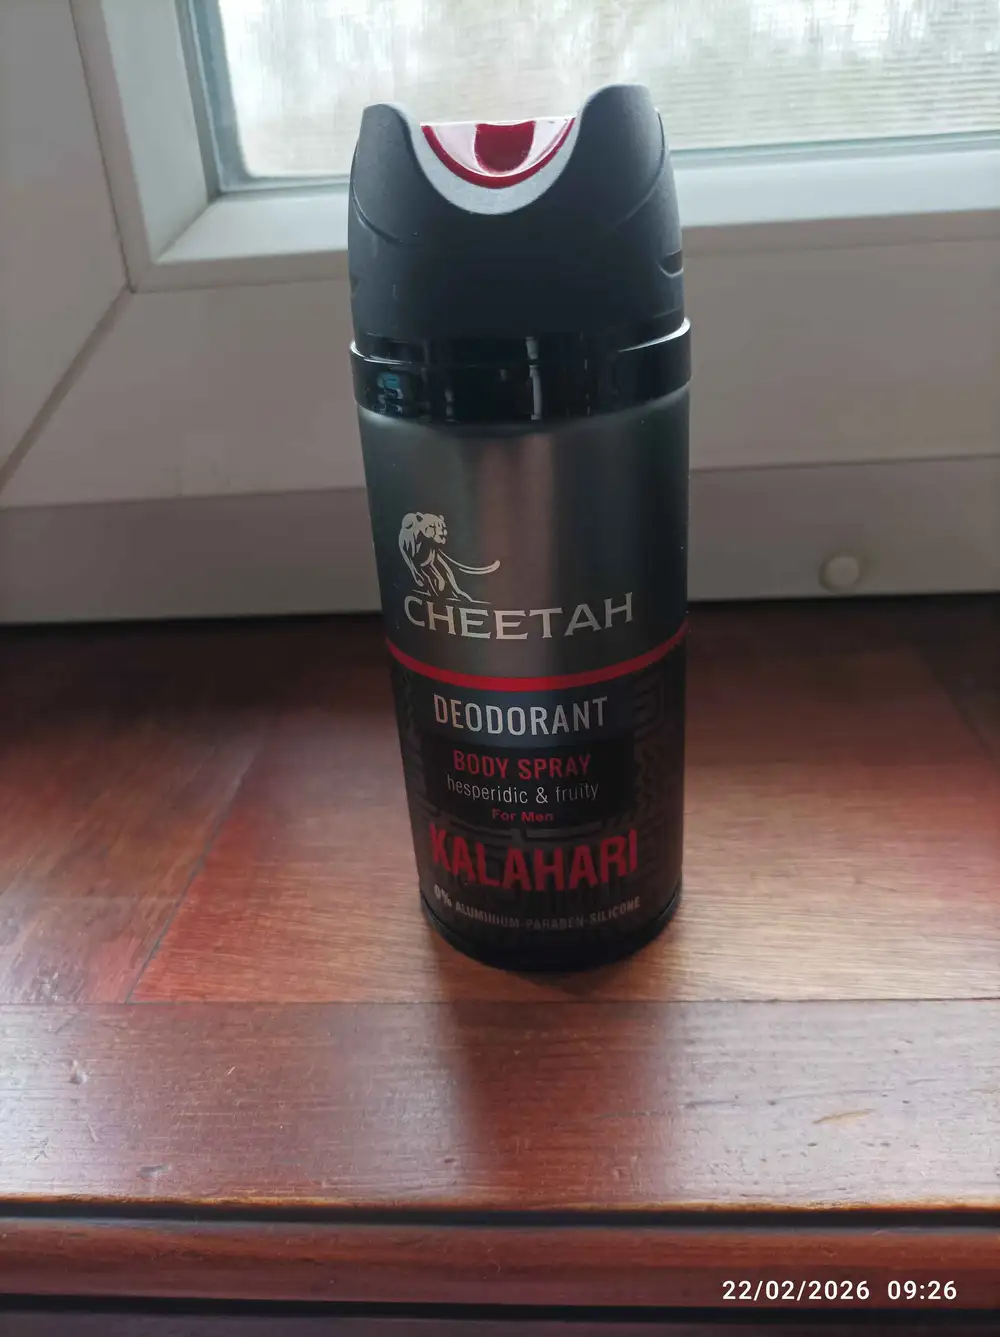 CHEETAH
DEODORANT
BODY SPRAY
hesperidic & fruity
For Men
KALAHARI
0% ALUMINIUM-PARABEN-SILICONE
22/02/2026 09:26